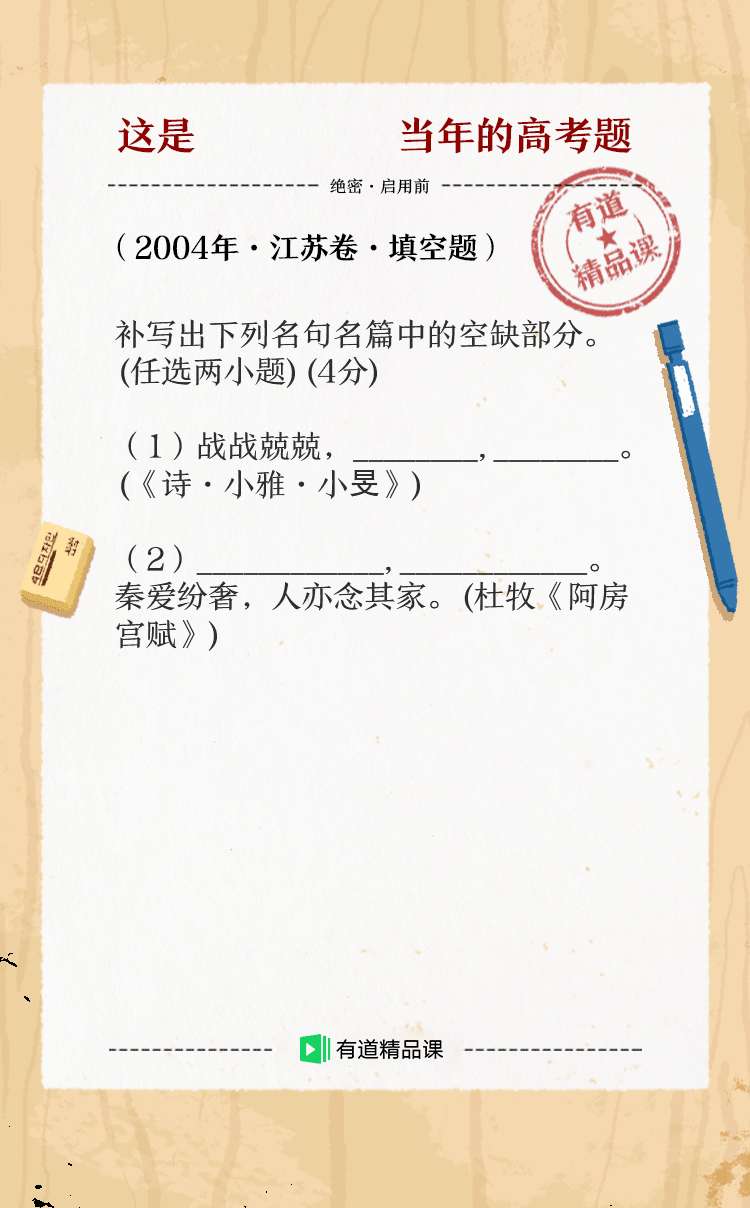 这是 当年的高考题
绝密·启用前
(2004年·江苏卷·填空题)
有道
精品课
补写出下列名句名篇中的空缺部分。
(任选两小题) (4分)
(1)战战兢兢,________,________。
(《诗·小雅·小旻》)
(2)____________,____________。
秦爱纷奢,人亦念其家。(杜牧《阿房
宫赋》)
有道精品课